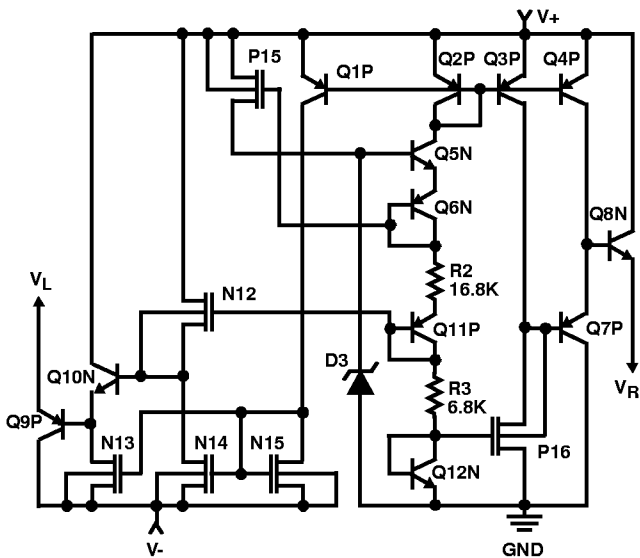 V+
P15
Q1P
Q2P Q3P Q4P
Q5N
Q6N
Q8N
R2
16.8K
VL
N12
Q11P
Q7P
D3
VR
Q10N
R3
6.8K
Q9P
N13 N14 N15
P16
Q12N
V-
GND